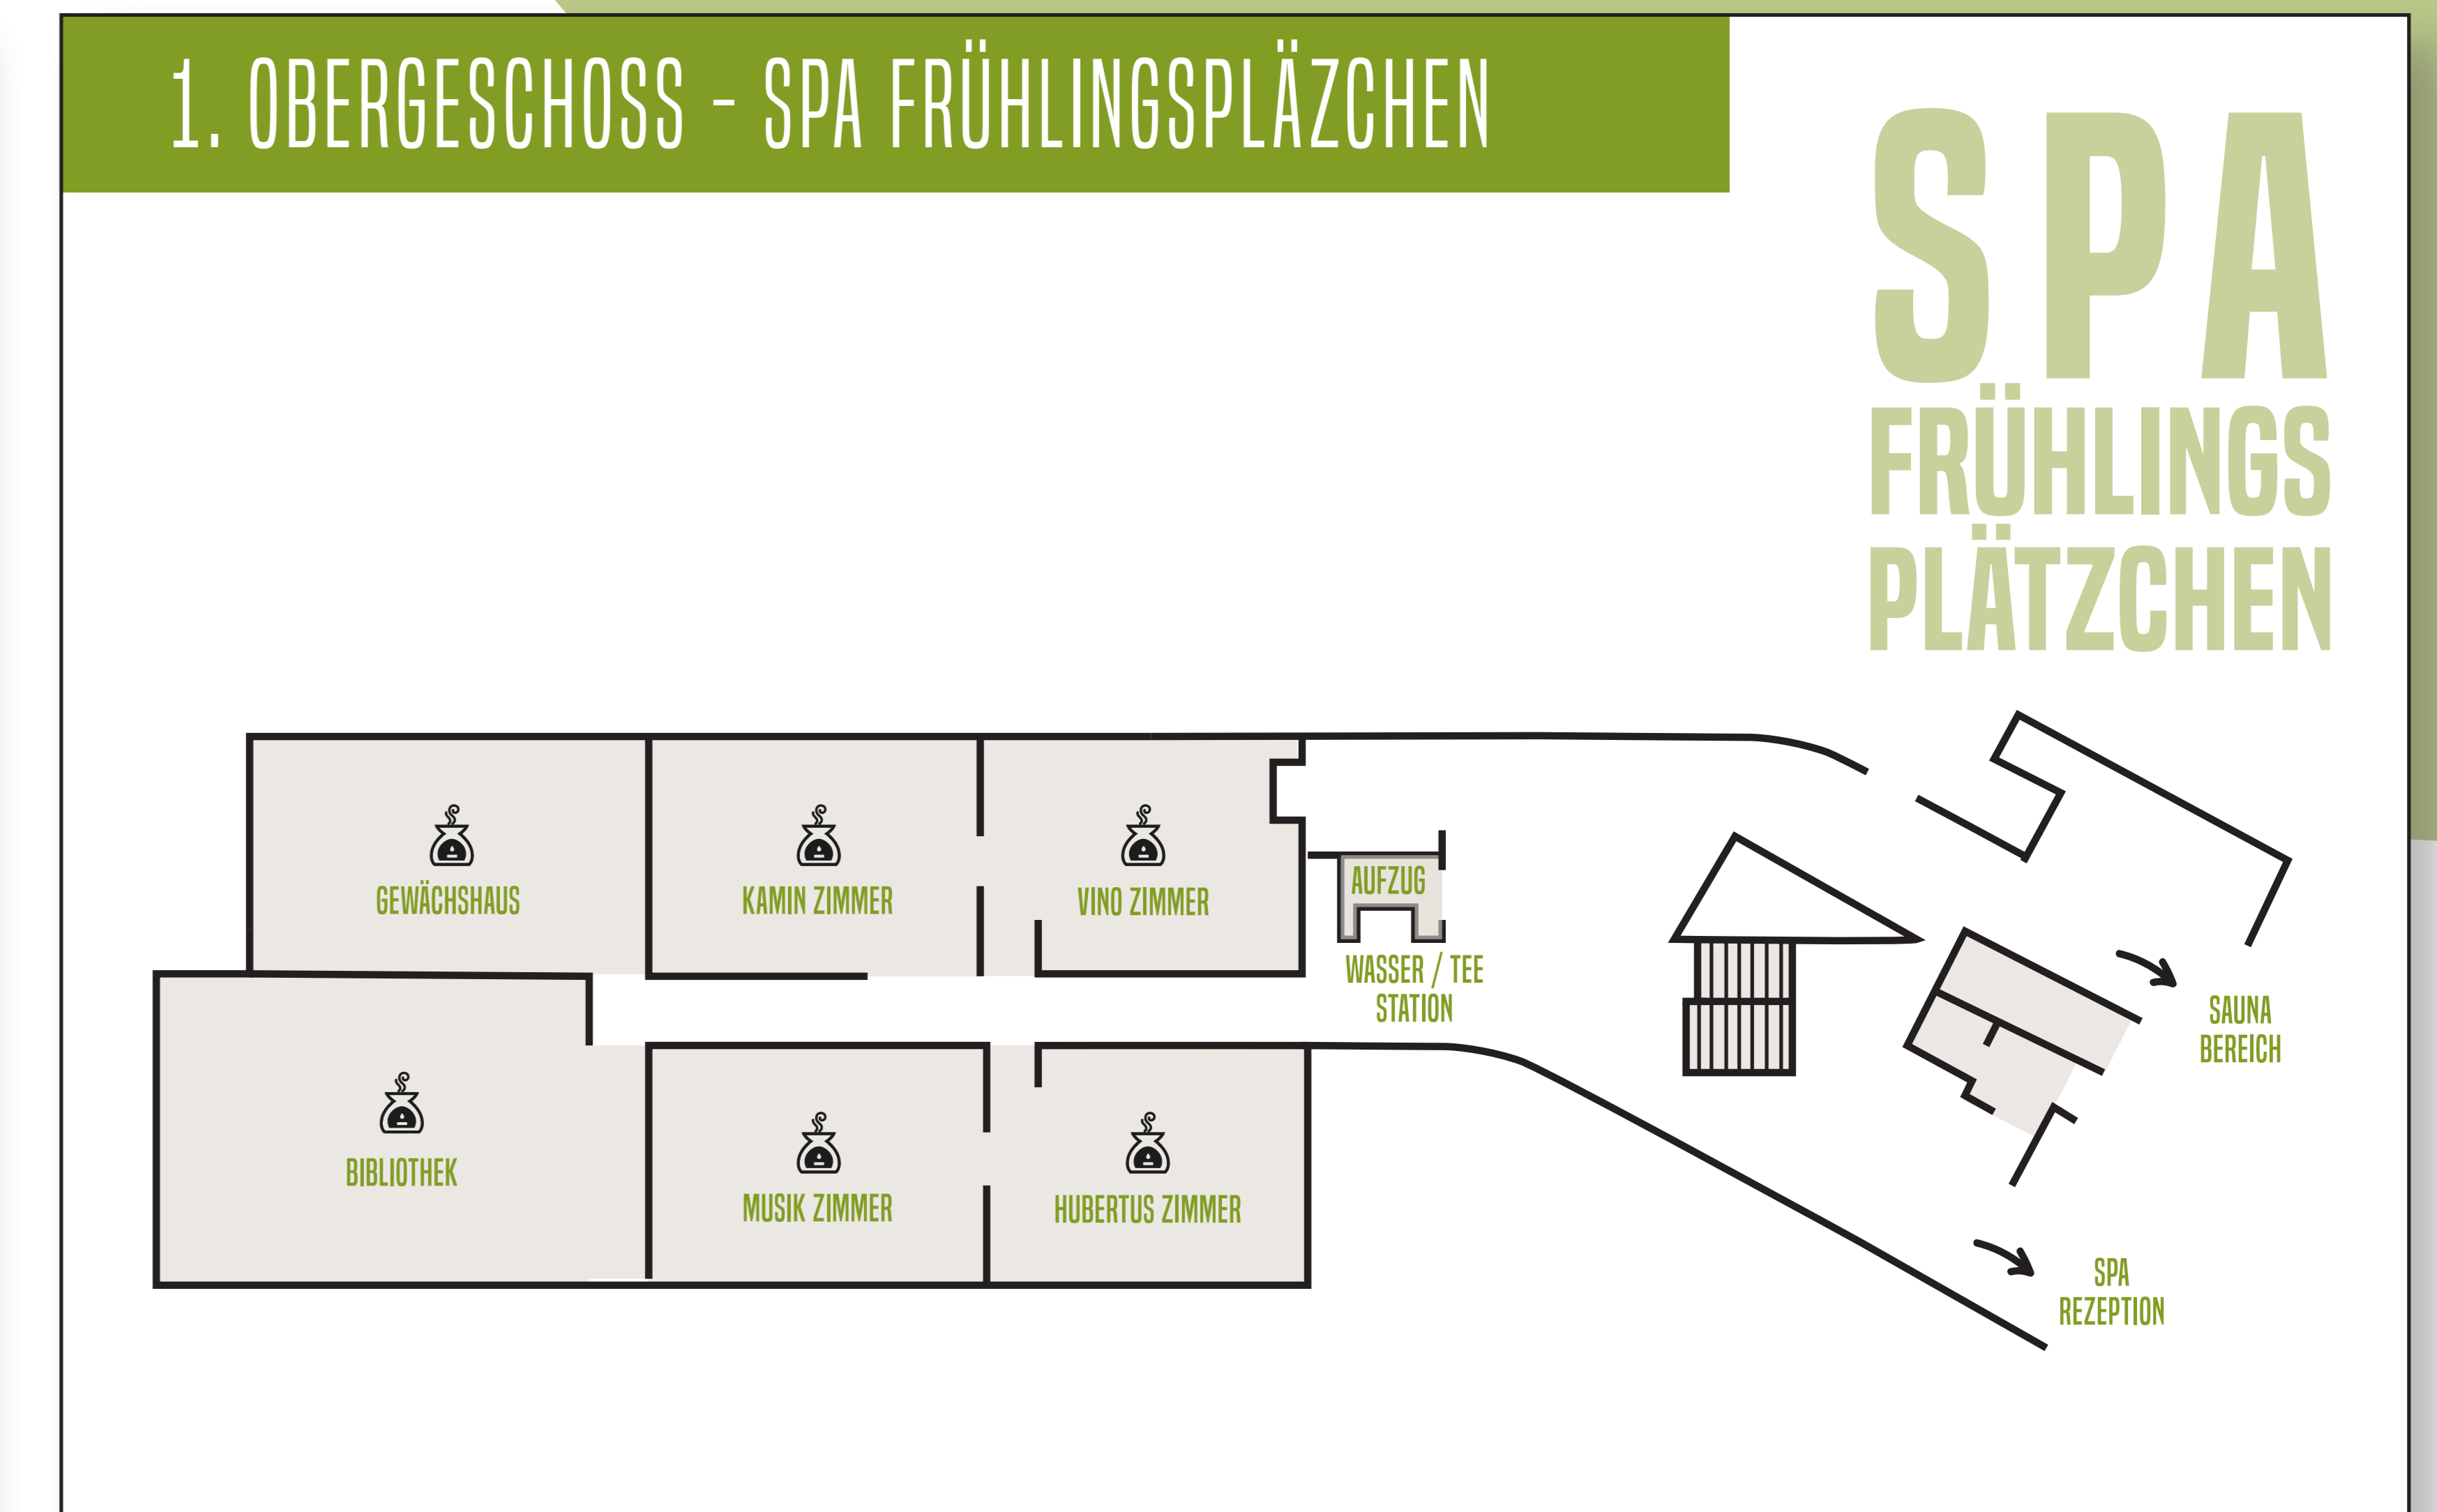 1. OBERGESCHOSS - SPA FRÜHLINGSPLÄZCHEN
SPA
FRÜHLINGS
PLÄTZCHEN
GEWÄCHSHAUS
KAMIN ZIMMER
VINO ZIMMER
AUFZUG
WASSER / TEE
STATION
SAUNA
BEREICH
BIBLIOTHEK
MUSIK ZIMMER
HUBERTUS ZIMMER
SPA
REZEPTION